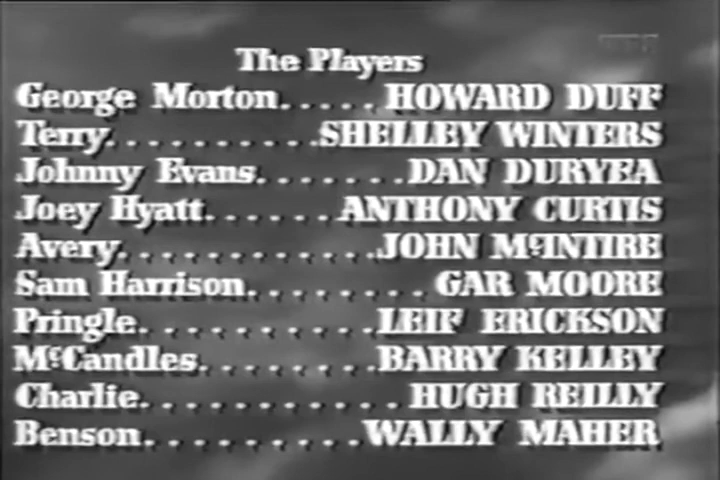 The Players
George Morton.....HOWARD DUFF
Terry..........SHELLEY WINTERS
Johnny Evans.......DAN DURYEA
Joey Hyatt......ANTHONY CURTIS
Avery............JOHN McINTIRE
Sam Harrison........GAR MOORE
Pringle..........LEIF ERICKSON
McCandles.......BARRY KELLEY
Charlie...........HUGH REILLY
Benson..........WALLY MAHER